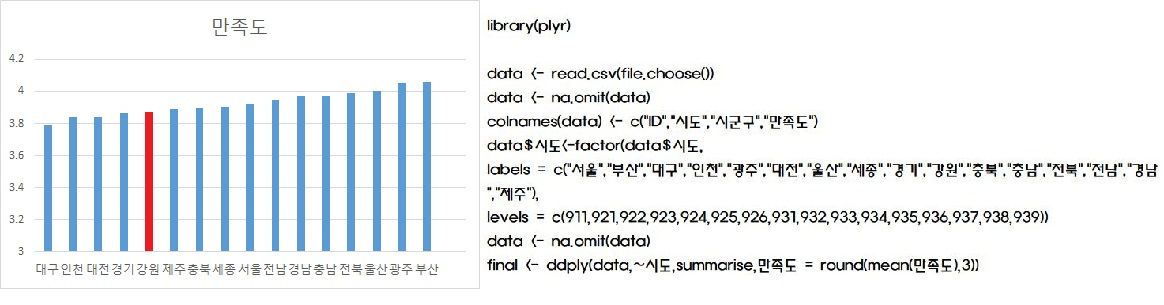 만족도
4.2
4
3.8
3.6
3.4
3.2
3
대구 인천 대전 경기 강원 제주 충북 세종 서울 전남 경남 충남 전북 울산 광주 부산
library(plyr)
data <- read.csv(file.choose())
data <- na.omit(data)
colnames(data) <- c("ID","시도","시군구","만족도")
data$시도<-factor(data$시도,
labels = c("서울","부산","대구","인천","광주","대전","울산","세종","경기","강원","충북","충남","전북","전남","경남
","제주"),
levels = c(911,921,922,923,924,925,926,931,932,933,934,935,936,937,938,939))
data <- na.omit(data)
final <- ddply(data,~시도,summarise,만족도 = round(mean(만족도),3))